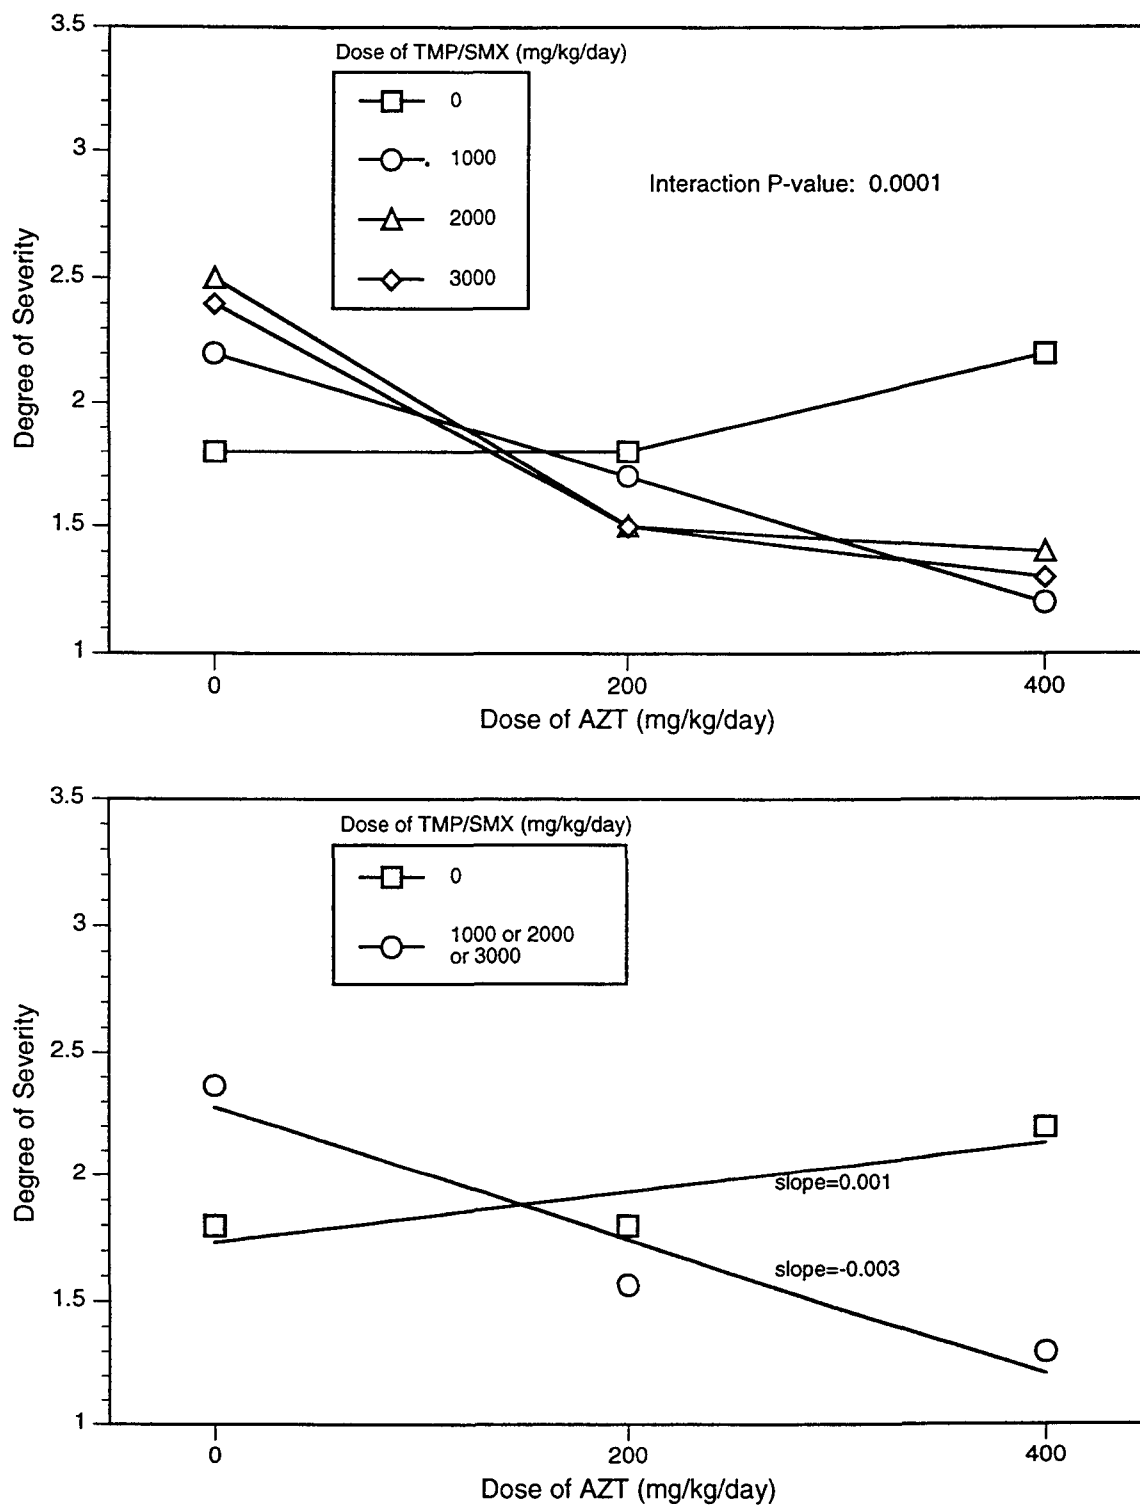 3.5
Dose of TMP/SMX (mg/kg/day)
0
1000
2000
3000
Interaction P-value: 0.0001
3
2.5
2
1.5
1
Degree of Severity
0
200
400
Dose of AZT (mg/kg/day)
3.5
Dose of TMP/SMX (mg/kg/day)
0
1000 or 2000
or 3000
3
2.5
2
1.5
1
Degree of Severity
slope=0.001
slope=-0.003
0
200
400
Dose of AZT (mg/kg/day)